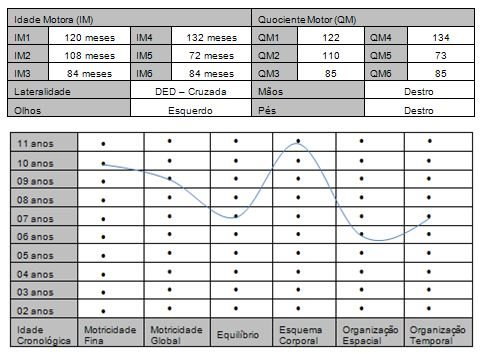 Idade Motora (IM) Quociente Motor (QM)
IM1 120 meses IM4 132 meses QM1 122 QM4 134
IM2 108 meses IM5 72 meses QM2 110 QM5 73
IM3 84 meses IM6 84 meses QM3 85 QM6 85
Lateralidade DED – Cruzada Mãos Destro
Olhos Esquerdo Pés Destro
11 anos
10 anos
09 anos
08 anos
07 anos
06 anos
05 anos
04 anos
03 anos
02 anos
Idade Motricidade Motricidade Equilíbrio Esquema Organização Organização
Cronológica Fina Global Corporal Espacial Temporal